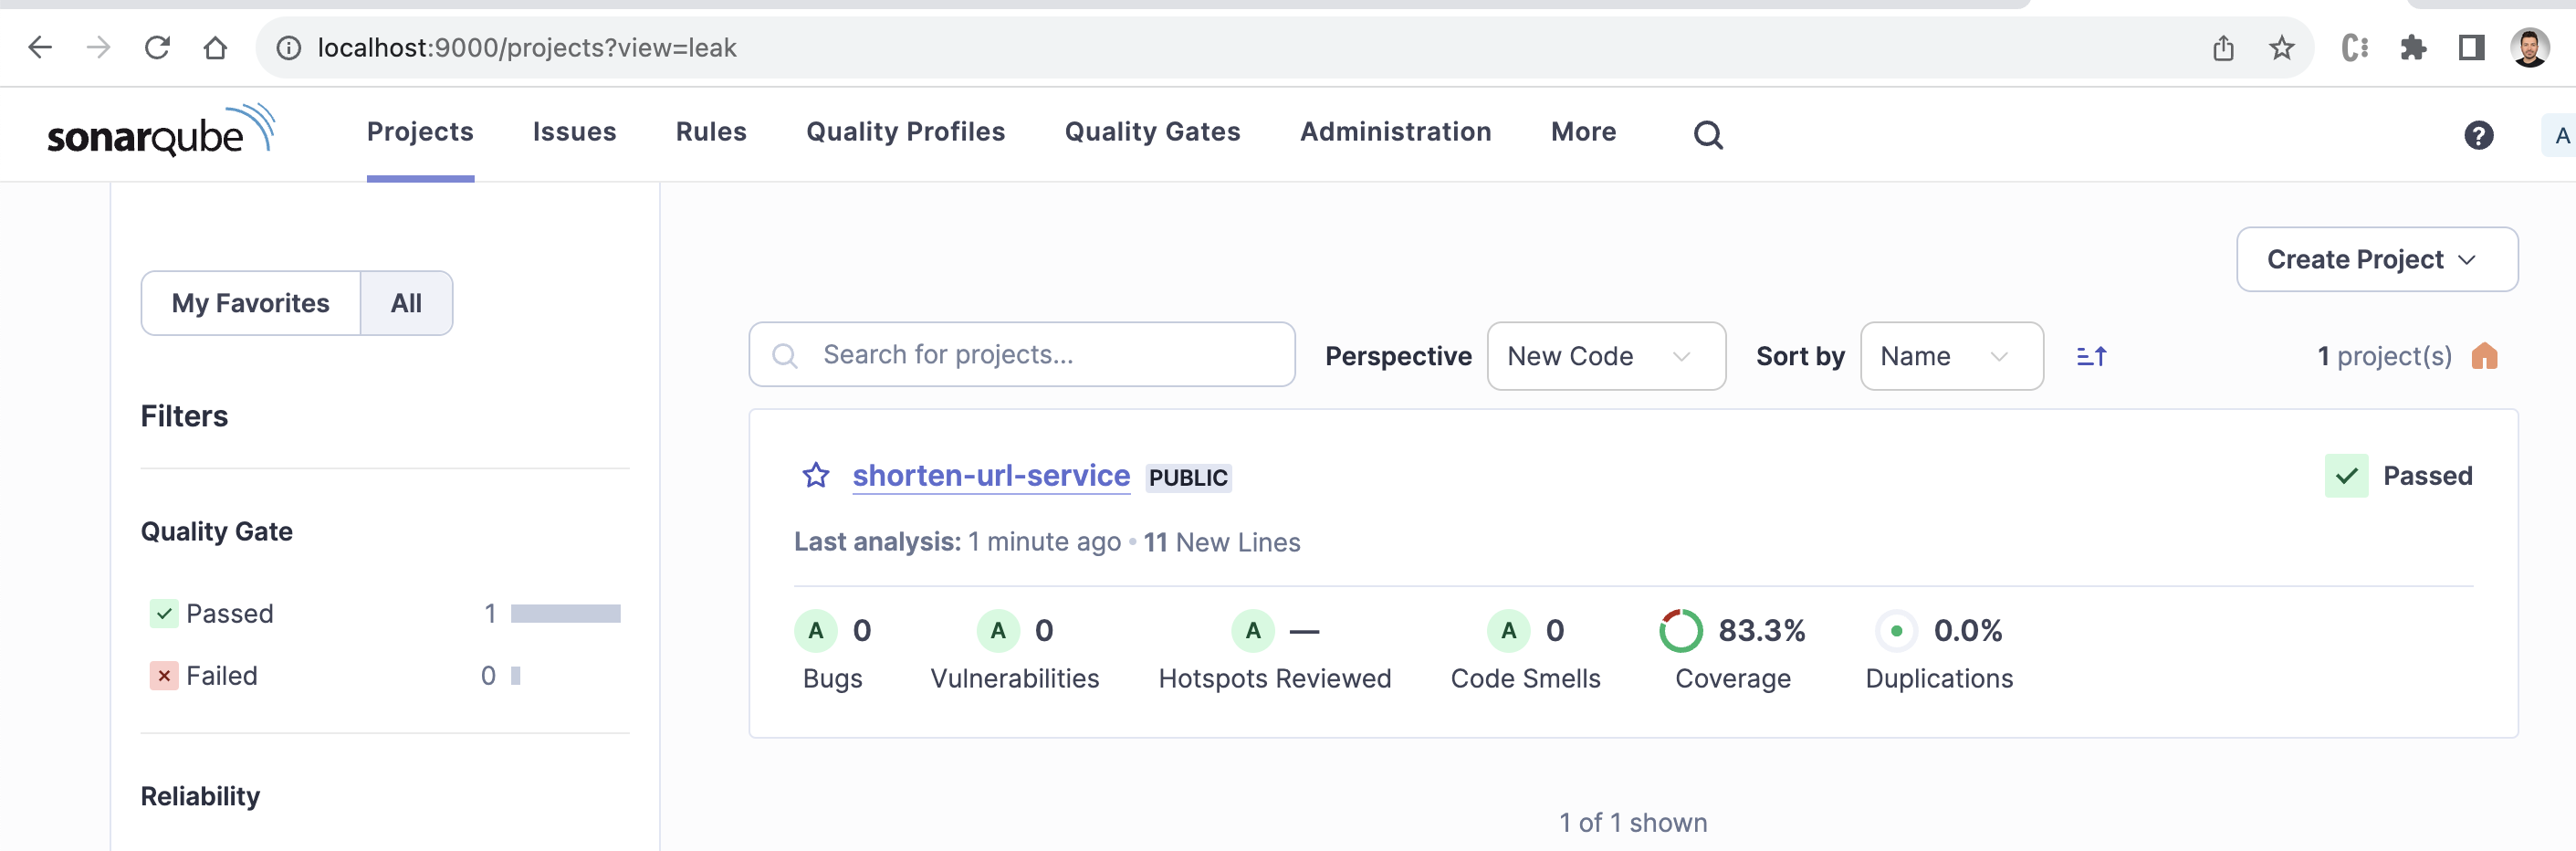 localhost:9000/projects?view=leak
sonarqube Projects Issues Rules Quality Profiles Quality Gates Administration More ? A
My Favorites All
Filters
Quality Gate
Passed 1
Failed 0
Reliability
Create Project
Search for projects... Perspective New Code Sort by Name 1 project(s)
shorten-url-service PUBLIC Passed
Last analysis: 1 minute ago • 11 New Lines
A 0 A 0 A — A 0 83.3% 0.0%
Bugs Vulnerabilities Hotspots Reviewed Code Smells Coverage Duplications
1 of 1 shown